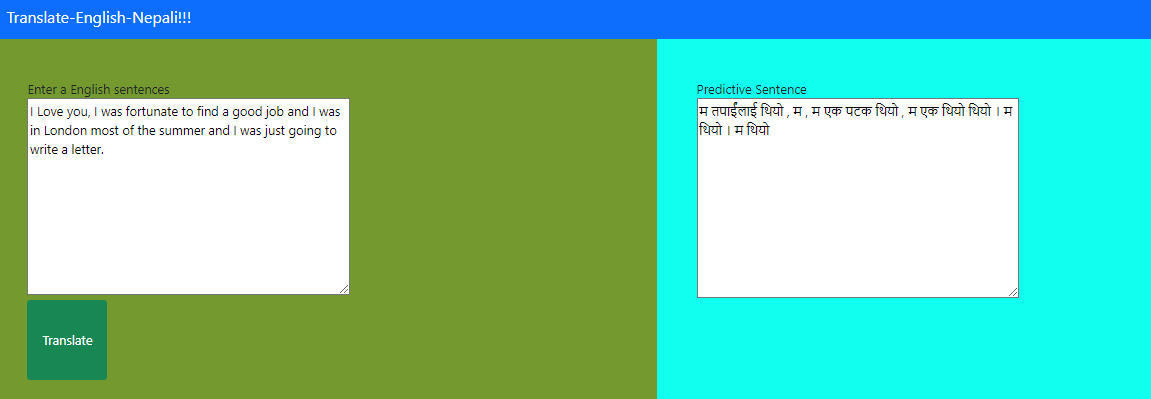 Translate-English-Nepali!!!
Enter a English sentences
I Love you, I was fortunate to find a good job and I was
in London most of the summer and I was just going to
write a letter.
Translate
Predictive Sentence
म तपाईंलाई थियो , म , म एक पटक थियो , म एक थियो थियो । म
थियो । म थियो